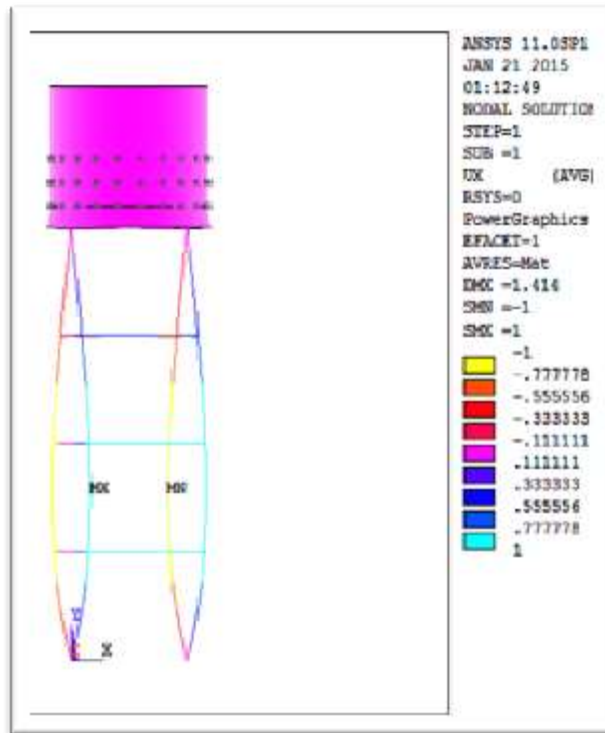 ANSYS 11.0SP1
JAN 21 2015
01:12:49
NODAL SOLUTION
STEP=1
SUB =1
UX (AVG)
RSYS=0
PowerGraphics
EFACET=1
AVRES=Mat
DMX =1.414
SMN =-1
SMX =1
-1
-.777778
-.555556
-.333333
-.111111
.111111
.333333
.555556
.777778
1
MX
MN
Z
X